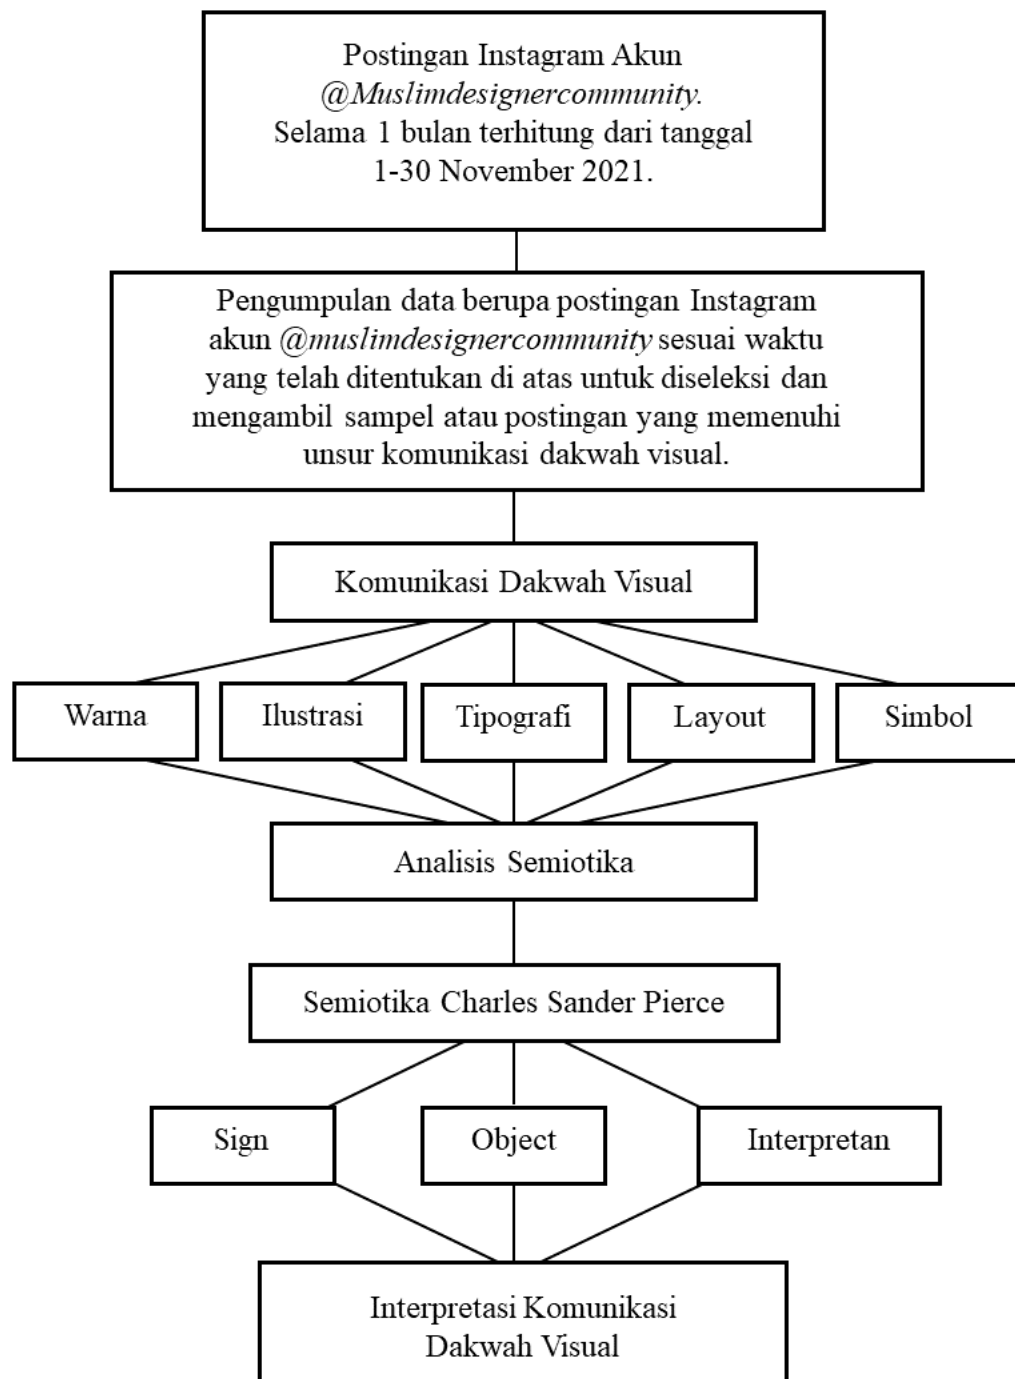 Postingan Instagram Akun
@Muslimdesignercommunity.
Selama 1 bulan terhitung dari tanggal
1-30 November 2021.
Pengumpulan data berupa postingan Instagram
akun @muslimdesignercommunity sesuai waktu
yang telah ditentukan di atas untuk diseleksi dan
mengambil sampel atau postingan yang memenuhi
unsur komunikasi dakwah visual.
Komunikasi Dakwah Visual
Warna
Ilustrasi
Tipografi
Layout
Simbol
Analisis Semiotika
Semiotika Charles Sander Pierce
Sign
Object
Interpretan
Interpretasi Komunikasi
Dakwah Visual